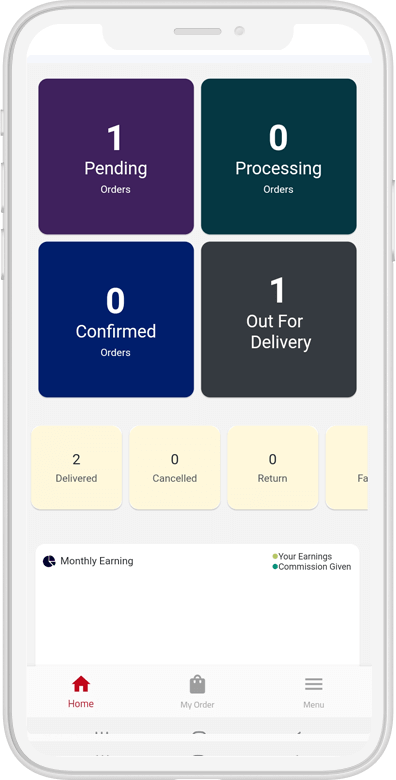 1
Pending
Orders
0
Processing
Orders
0
Confirmed
Orders
1
Out For
Delivery
2
Delivered
0
Cancelled
0
Return
Fa
Monthly Earning
Your Earnings
Commission Given
Home
My Order
Menu